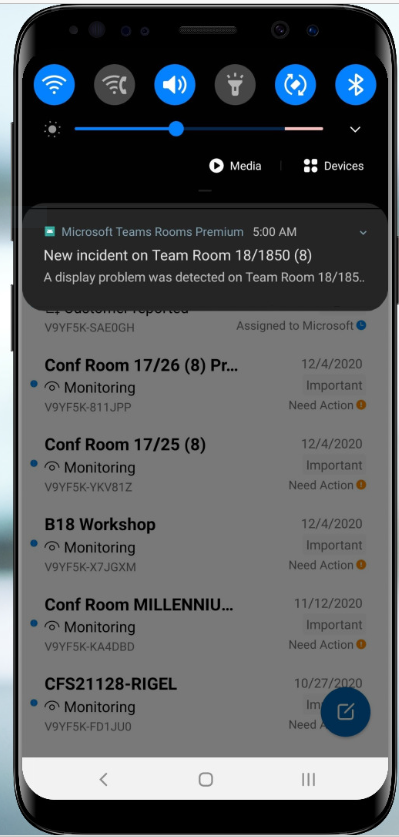 Media
Devices
Microsoft Teams Rooms Premium 5:00 AM
New incident on Team Room 18/1850 (8)
A display problem was detected on Team Room 18/185..
Customer reported
V9YF5K-SAE0GH Assigned to Microsoft
Conf Room 17/26 (8) Pr... 12/4/2020
Monitoring Important
V9YF5K-811JPP Need Action
Conf Room 17/25 (8) 12/4/2020
Monitoring Important
V9YF5K-YKV81Z Need Action
B18 Workshop 12/4/2020
Monitoring Important
V9YF5K-X7JGXM Need Action
Conf Room MILLENNIU... 11/12/2020
Monitoring Important
V9YF5K-KA4DBD Need Action
CFS21128-RIGEL 10/27/2020
Monitoring Im
V9YF5K-FD1JU0 Need